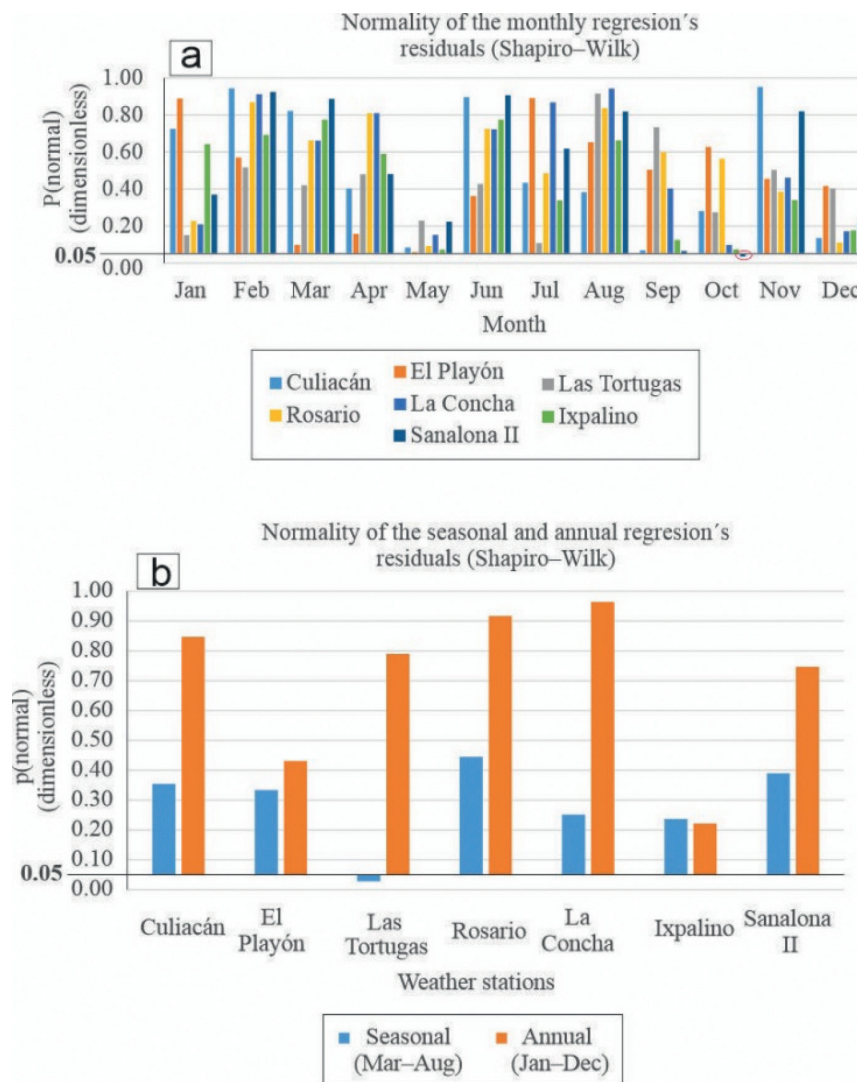 a
Normality of the monthly regresion´s
residuals (Shapiro–Wilk)
P(normal)
(dimensionless)
1.00
0.80
0.60
0.40
0.20
0.05
0.00
Jan Feb Mar Apr May Jun Jul Aug Sep Oct Nov Dec
Month
Culiacán
El Playón
Las Tortugas
Rosario
La Concha
Ixpalino
Sanalona II
b
Normality of the seasonal and annual regresion´s
residuals (Shapiro–Wilk)
p(normal)
(dimensionless)
1.00
0.90
0.80
0.70
0.60
0.50
0.40
0.30
0.20
0.10
0.05
0.00
Culiacán
El
Playón
Las
Tortugas
Rosario
La
Concha
Ixpalino
Sanalona
II
Weather stations
Seasonal
(Mar–Aug)
Annual
(Jan–Dec)